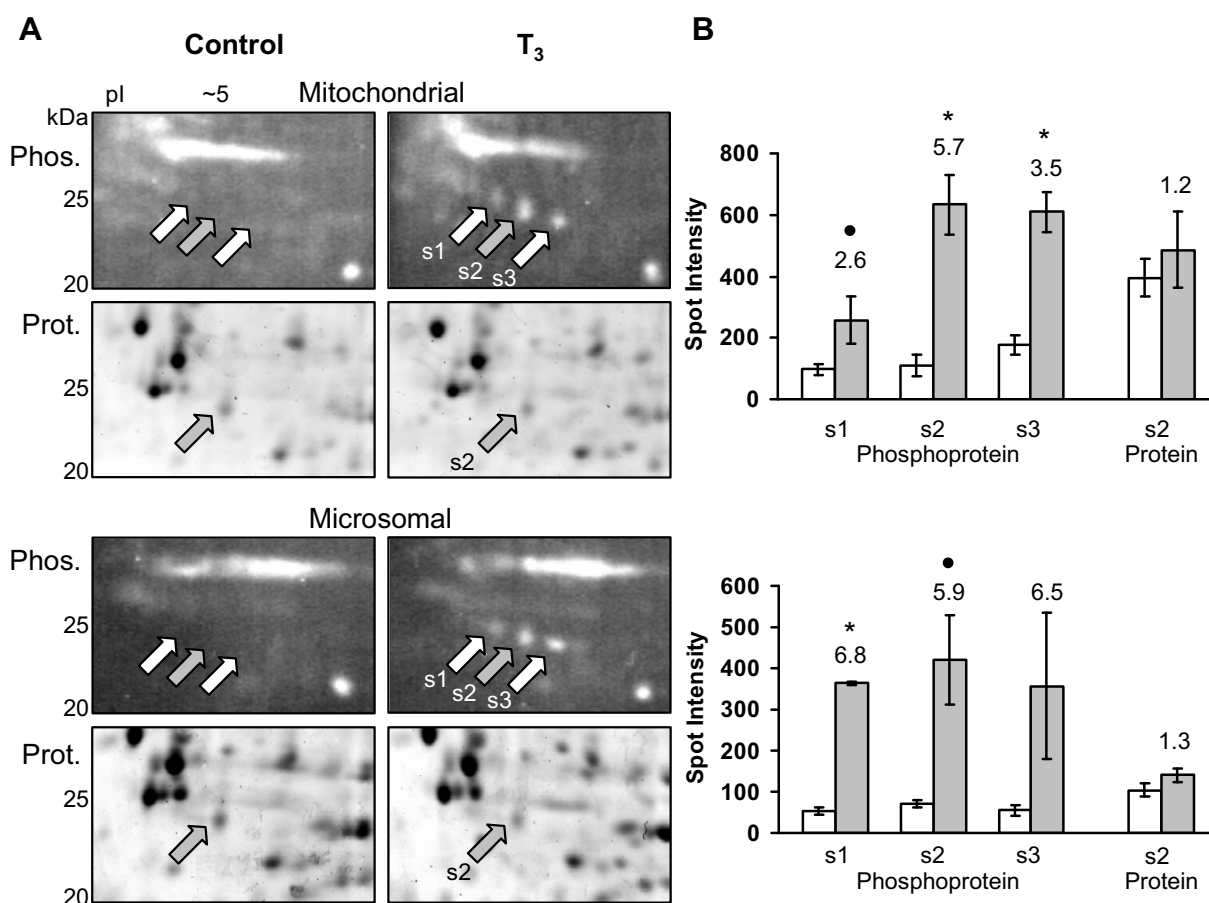 A
B
Control
T3
pI
~5
Mitochondrial
kDa
Phos.
25
20
s1
s2
s3
Prot.
25
20
s2
Microsomal
Phos.
25
20
s1
s2
s3
Prot.
25
20
s2
Spot Intensity
800
600
400
200
0
•
2.6
*
5.7
*
3.5
1.2
s1
s2
s3
s2
Phosphoprotein
Protein
Spot Intensity
600
500
400
300
200
100
0
*
6.8
•
5.9
6.5
1.3
s1
s2
s3
s2
Phosphoprotein
Protein